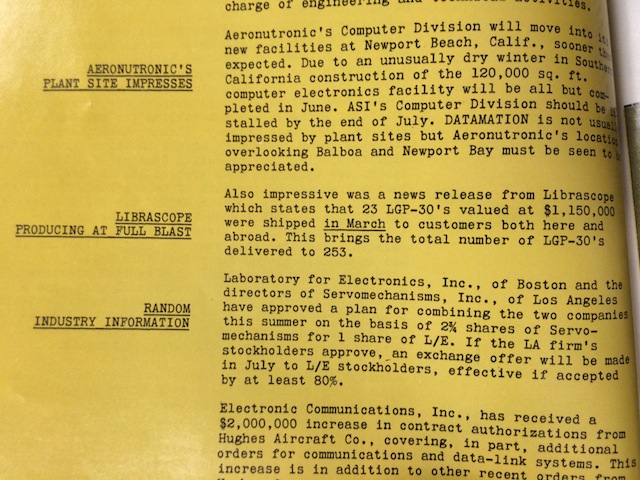 charge of engineering and technical activities.
AERONUTRONIC'S
PLANT SITE IMPRESSES
Aeronutronic's Computer Division will move into its
new facilities at Newport Beach, Calif., sooner than
expected. Due to an unusually dry winter in Southern
California construction of the 120,000 sq. ft.
computer electronics facility will be all but com-
pleted in June. ASI's Computer Division should be in-
stalled by the end of July. DATAMATION is not usually
impressed by plant sites but Aeronutronic's location
overlooking Balboa and Newport Bay must be seen to be
appreciated.
LIBRASCOPE
PRODUCING AT FULL BLAST
Also impressive was a news release from Librascope
which states that 23 LGP-30's valued at $1,150,000
were shipped in March to customers both here and
abroad. This brings the total number of LGP-30's
delivered to 253.
RANDOM
INDUSTRY INFORMATION
Laboratory for Electronics, Inc., of Boston and the
directors of Servomechanisms, Inc., of Los Angeles
have approved a plan for combining the two companies
this summer on the basis of 2¾ shares of Servo-
mechanisms for 1 share of L/E. If the LA firm's
stockholders approve, an exchange offer will be made
in July to L/E stockholders, effective if accepted
by at least 80%.
Electronic Communications, Inc., has received a
$2,000,000 increase in contract authorizations from
Hughes Aircraft Co., covering, in part, additional
orders for communications and data-link systems. This
increase is in addition to other recent orders from